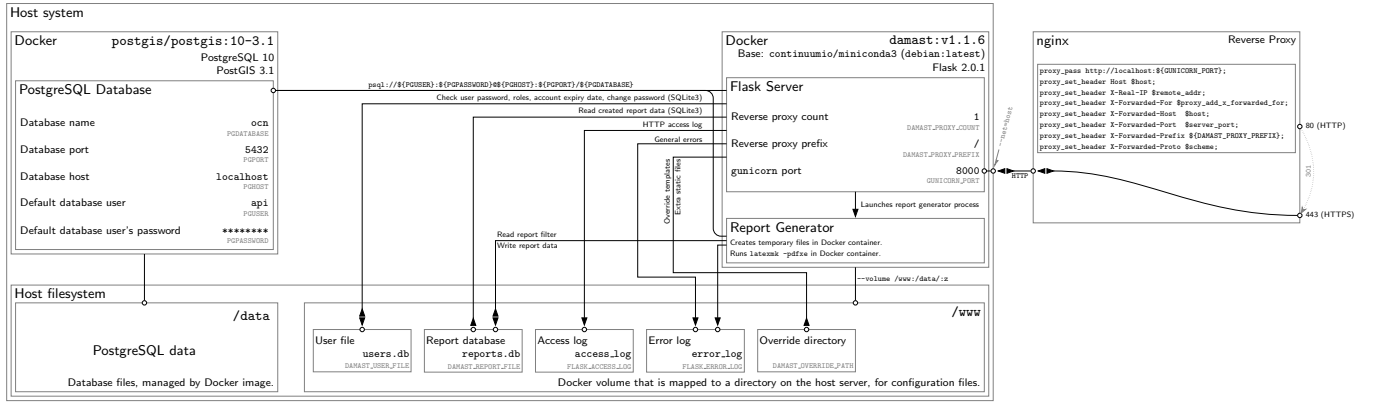 Host system
Docker postgis/postgis:10-3.1
PostgreSQL 10
PostGIS 3.1
PostgreSQL Database
Database name ocn
PGDATABASE
Database port 5432
PGPORT
Database host localhost
PGHOST
Default database user api
PGUSER
Default database user's password ********
PGPASSWORD
psql://${PGUSER}:${PGPASSWORD}@${PGHOST}:${PGPORT}/${PGDATABASE}
Check user password, roles, account expiry date, change password (SQLite3)
Read created report data (SQLite3)
HTTP access log
General errors
Override templates
Extra static files
Read report filter
Write report data
Docker damast:v1.1.6
Base: continuumio/miniconda3 (debian:latest)
Flask 2.0.1
Flask Server
Reverse proxy count 1
DAMAST_PROXY_COUNT
Reverse proxy prefix /
DAMAST_PROXY_PREFIX
gunicorn port 8000
GUNICORN_PORT
Launches report generator process
Report Generator
Creates temporary files in Docker container.
Runs latexmk -pdfxe in Docker container.
--volume /www:/data/:z
--net=host
HTTP
nginx Reverse Proxy
proxy_pass http://localhost:${GUNICORN_PORT};
proxy_set_header Host $host;
proxy_set_header X-Real-IP $remote_addr;
proxy_set_header X-Forwarded-For $proxy_add_x_forwarded_for;
proxy_set_header X-Forwarded-Host $host;
proxy_set_header X-Forwarded-Port $server_port;
proxy_set_header X-Forwarded-Prefix ${DAMAST_PROXY_PREFIX};
proxy_set_header X-Forwarded-Proto $scheme;
80 (HTTP)
301
443 (HTTPS)
Host filesystem
/data
PostgreSQL data
Database files, managed by Docker image.
/www
User file
users.db
DAMAST_USER_FILE
Report database
reports.db
DAMAST_REPORT_FILE
Access log
access_log
FLASK_ACCESS_LOG
Error log
error_log
FLASK_ERROR_LOG
Override directory
DAMAST_OVERRIDE_PATH
Docker volume that is mapped to a directory on the host server, for configuration files.